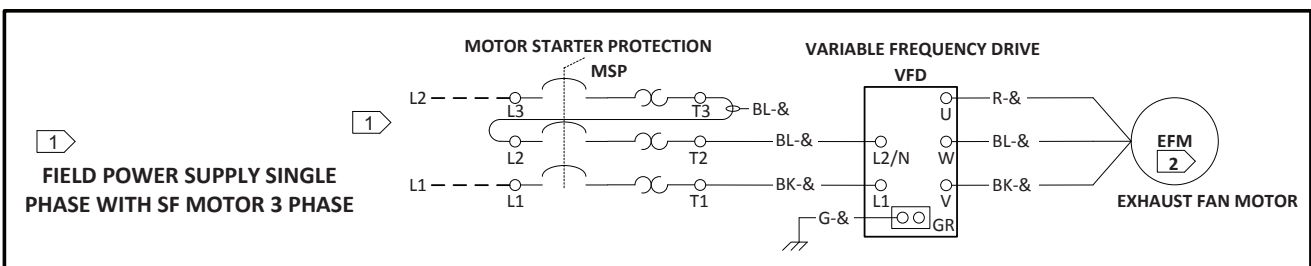 MOTOR STARTER PROTECTION
MSP
VARIABLE FREQUENCY DRIVE
VFD
1
FIELD POWER SUPPLY SINGLE
PHASE WITH SF MOTOR 3 PHASE
1
L2
L3
T3
BL-&
L2
T2
BL-&
L2/N
L1
L1
T1
BK-&
L1
G-&
GR
U
R-&
W
BL-&
V
BK-&
EFM
2
EXHAUST FAN MOTOR